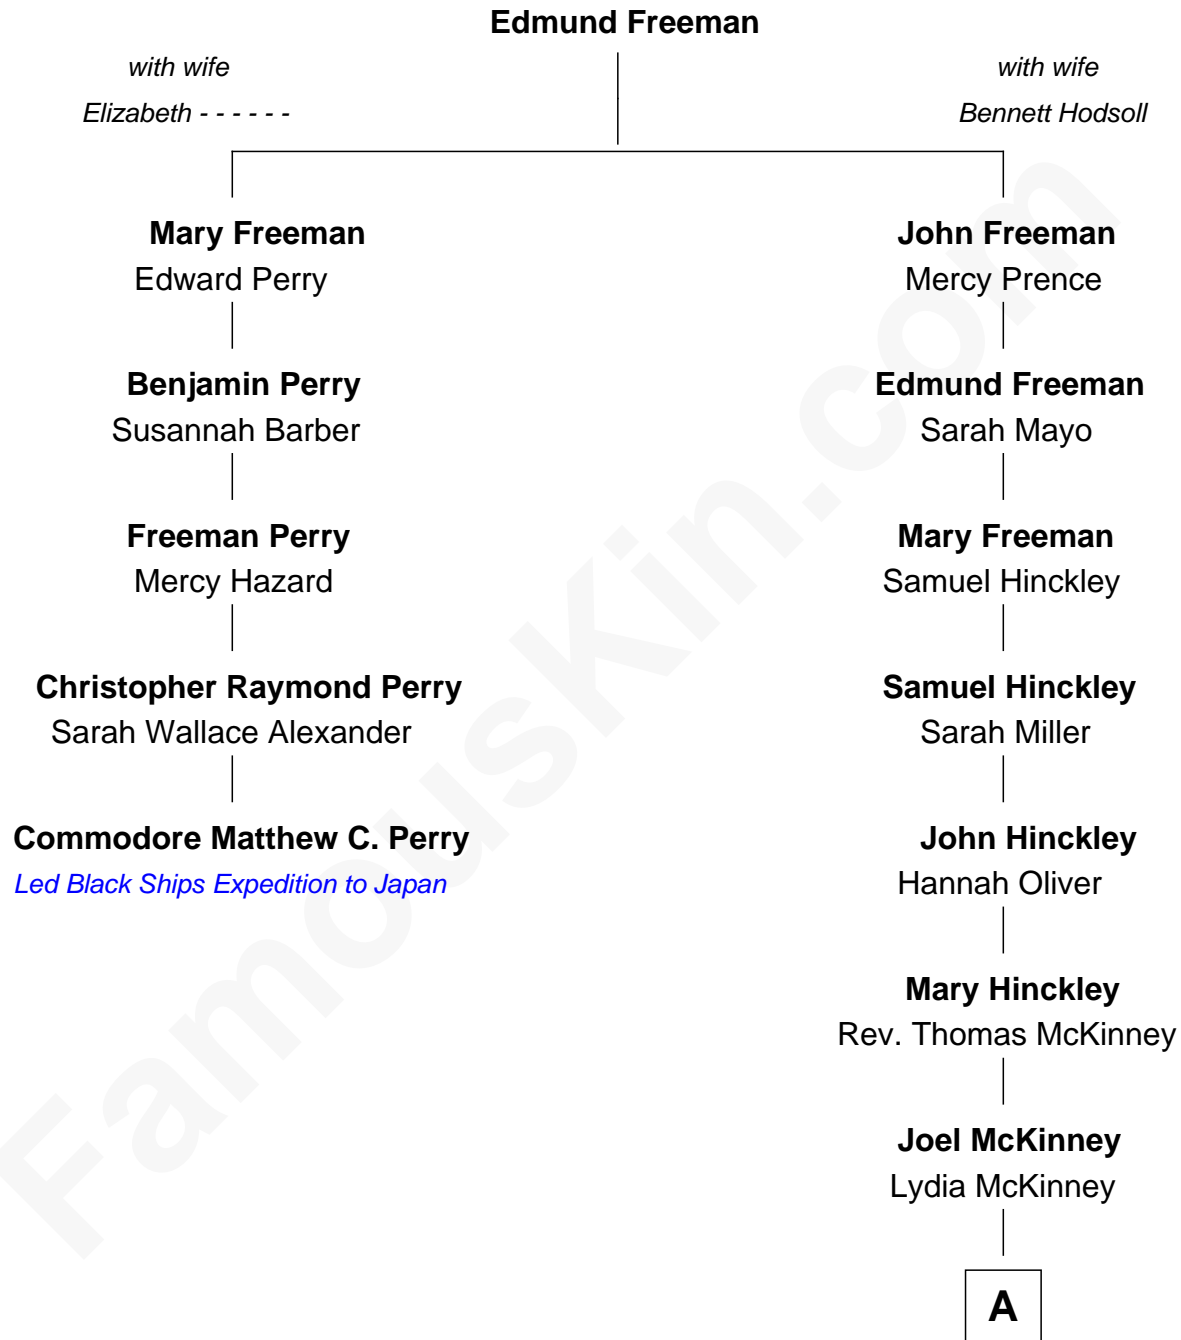 Edmund Freeman
with wife
Elizabeth - - - - - -
with wife
Bennett Hodsoll
Mary Freeman
Edward Perry
John Freeman
Mercy Prence
Benjamin Perry
Susannah Barber
Edmund Freeman
Sarah Mayo
Freeman Perry
Mercy Hazard
Mary Freeman
Samuel Hinckley
Christopher Raymond Perry
Sarah Wallace Alexander
Samuel Hinckley
Sarah Miller
Commodore Matthew C. Perry
Led Black Ships Expedition to Japan
John Hinckley
Hannah Oliver
Mary Hinckley
Rev. Thomas McKinney
Joel McKinney
Lydia McKinney
A
FamousKin.com